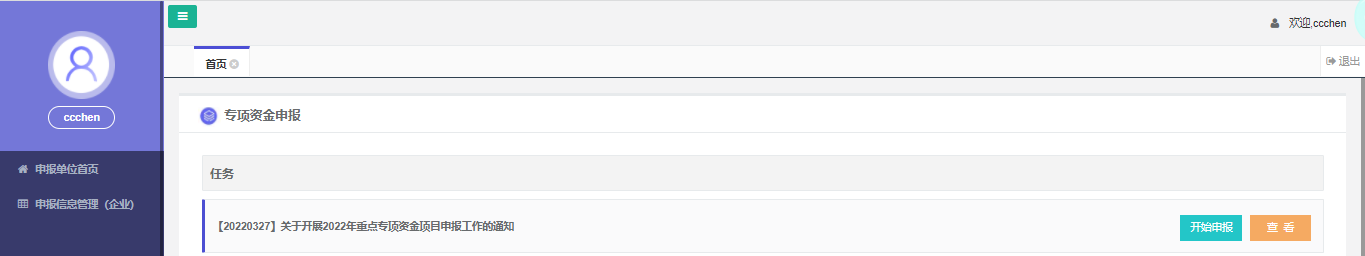 欢迎,ccchen
首页
退出
ccchen
专项资金申报
申报单位首页
任务
申报信息管理（企业)
【20220327】关于开展2022年重点专项资金项目申报工作的通知
开始申报
查 看